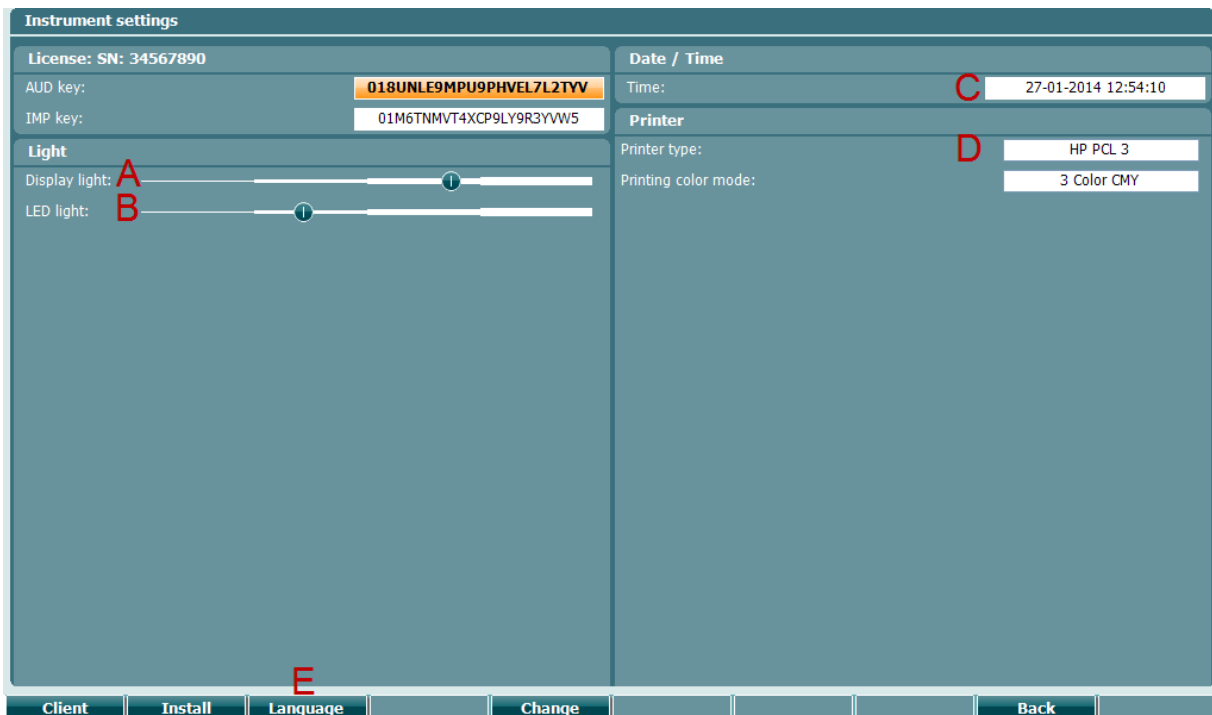 Instrument settings
License: SN: 34567890
AUD key: 018UNLE9MPU9PHVEL7L2TYV
IMP key: 01M6TNMVT4XCP9LY9R3YVW5
Light
Display light: A
LED light: B
Date / Time
Time: C 27-01-2014 12:54:10
Printer
Printer type: D HP PCL 3
Printing color mode: 3 Color CMY
E
Client Install Language Change Back